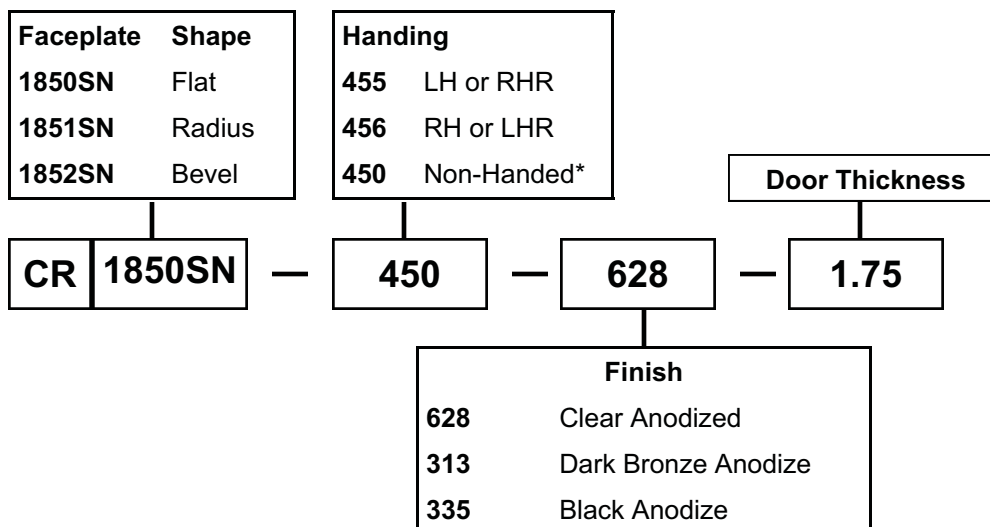 Faceplate Shape
1850SN Flat
1851SN Radius
1852SN Bevel
Handing
455 LH or RHR
456 RH or LHR
450 Non-Handed*
Door Thickness
CR 1850SN — 450 — 628 — 1.75
Finish
628 Clear Anodized
313 Dark Bronze Anodize
335 Black Anodize